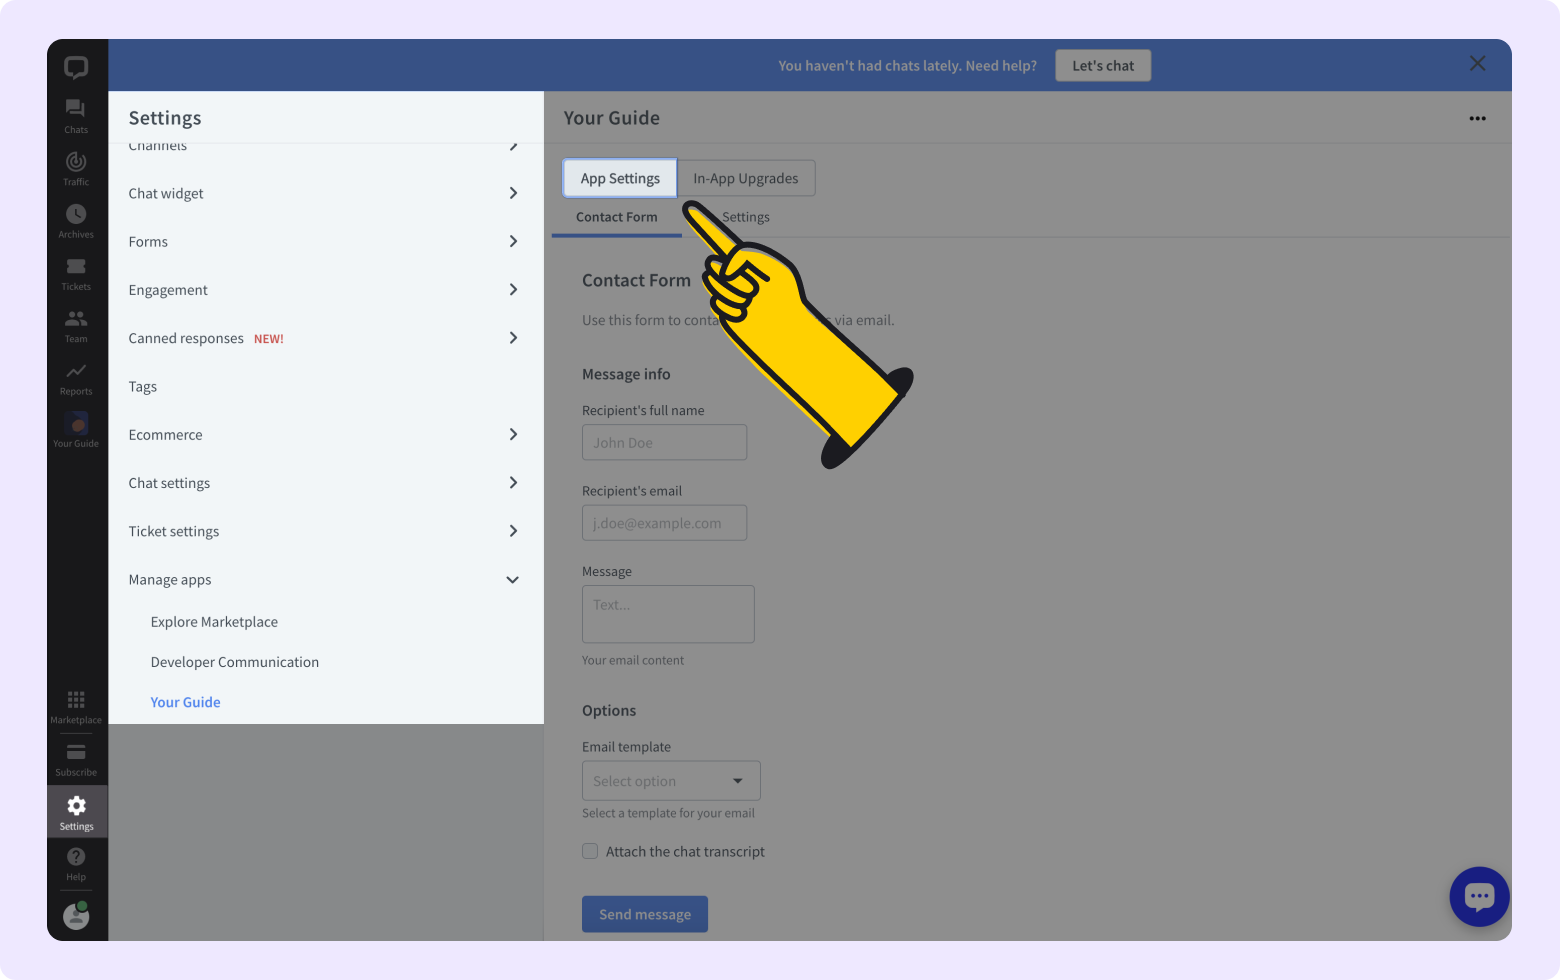 You haven't had chats lately. Need help?
Let's chat
Chats
Traffic
Archives
Tickets
Team
Reports
Your Guide
Marketplace
Subscribe
Settings
Help
Settings
Channels
Chat widget
Forms
Engagement
Canned responses NEW!
Tags
Ecommerce
Chat settings
Ticket settings
Manage apps
Explore Marketplace
Developer Communication
Your Guide
Your Guide
App Settings
In-App Upgrades
Contact Form
Settings
Contact Form
Use this form to via email.
Message info
Recipient's full name
John Doe
Recipient's email
j.doe@example.com
Message
Text...
Your email content
Options
Email template
Select option
Select a template for your email
Attach the chat transcript
Send message